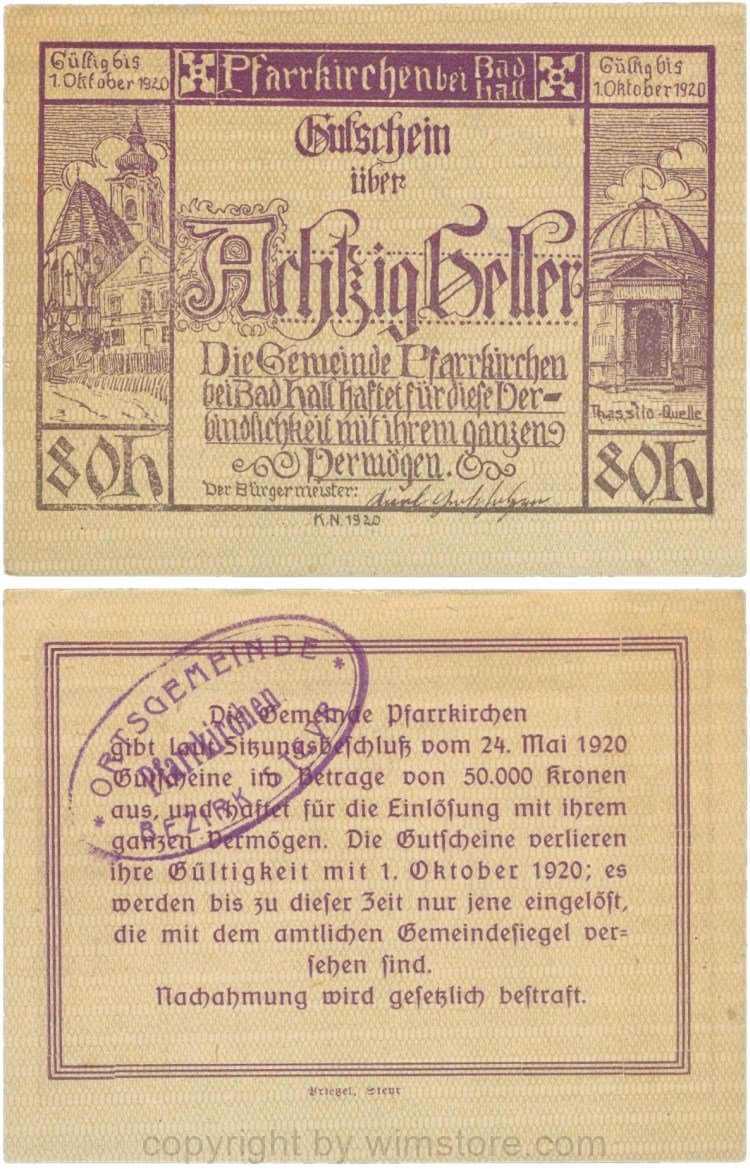 Gültig bis
1. Oktober 1920
Pfarrkirchen bei Bad Hall
Gültig bis
1. Oktober 1920
Gutschein
über
Achtzig Heller
Die Gemeinde Pfarrkirchen
bei Bad Hall haftet für diese Ver-
bindlichkeit mit ihrem ganzen
Vermögen.
Thassilo-Quelle
80h
80h
Der Bürgermeister:
K.N. 1920
* ORTSGEMEINDE *
Pfarrkirchen
BEZIRK STEYR
Die Gemeinde Pfarrkirchen
gibt laut Sitzungsbeschluß vom 24. Mai 1920
Gutscheine im Betrage von 50.000 Kronen
aus, und haftet für die Einlösung mit ihrem
ganzen Vermögen. Die Gutscheine verlieren
ihre Gültigkeit mit 1. Oktober 1920; es
werden bis zu dieser Zeit nur jene eingelöst,
die mit dem amtlichen Gemeindesiegel ver-
sehen sind.
Nachahmung wird gesetzlich bestraft.
Prietzel, Steyr
copyright by wimstore.com